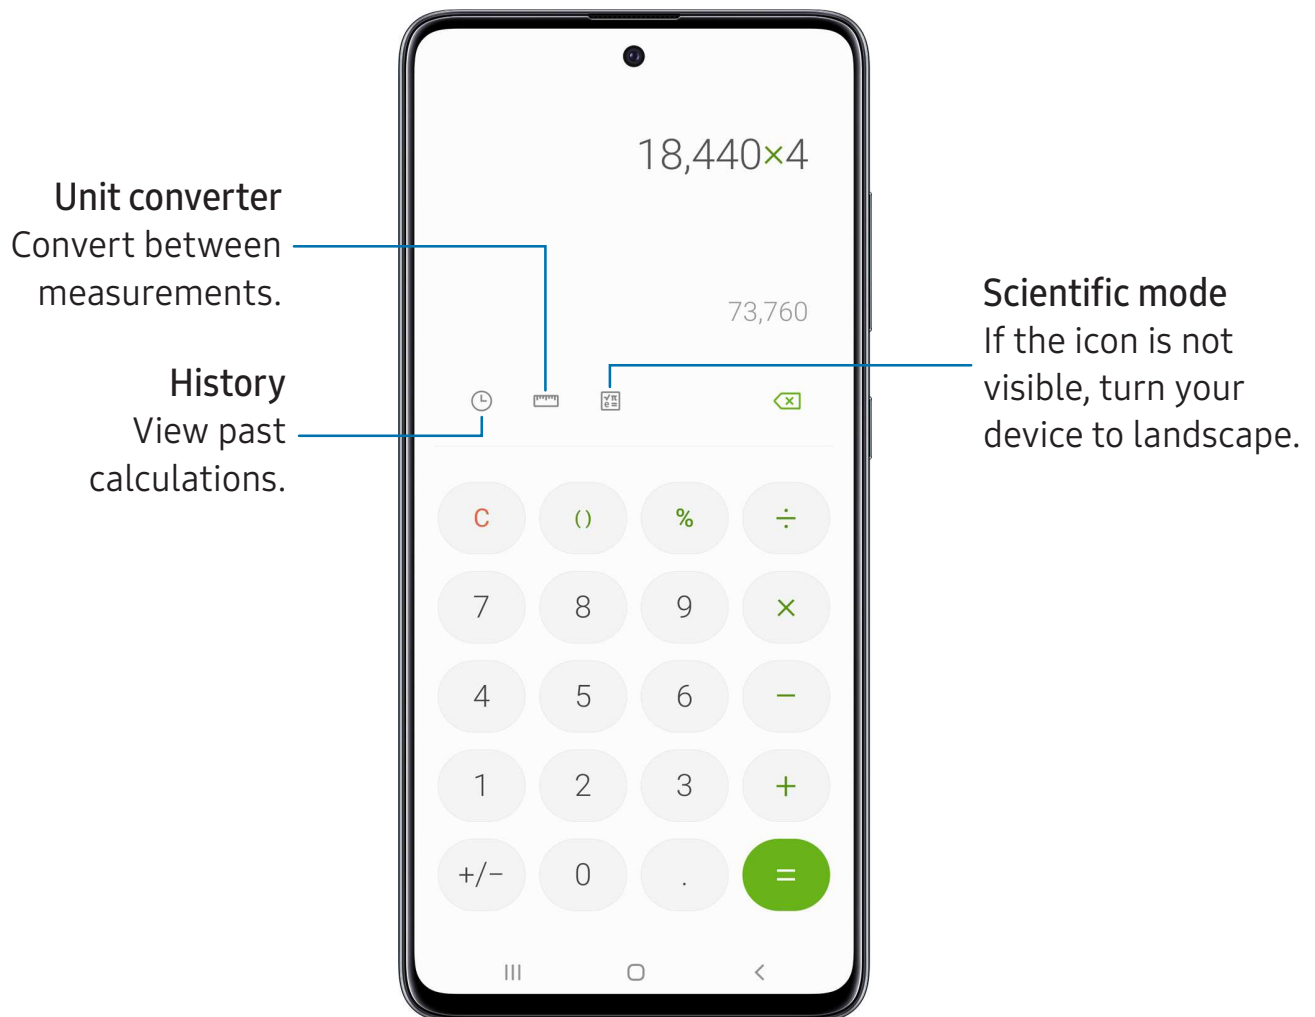 18,440×4
Unit converter
Convert between
measurements.
73,760
Scientific mode
If the icon is not
visible, turn your
device to landscape.
History
View past
calculations.
√π
e=
C
()
%
÷
7
8
9
×
4
5
6
−
1
2
3
+
+/−
0
.
=